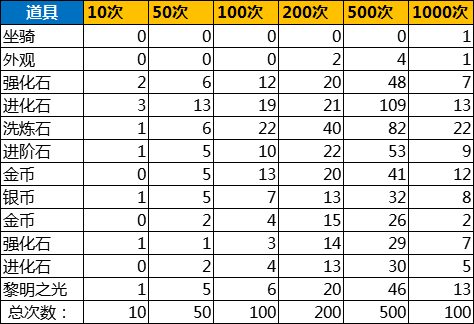 道具 10次 50次 100次 200次 500次 1000次
坐骑 0 0 0 0 0 1
外观 0 0 0 2 4 1
强化石 2 6 12 20 48 7
进化石 3 13 19 21 109 13
洗炼石 1 6 22 40 82 22
进阶石 1 5 10 22 53 9
金币 0 5 13 20 41 12
银币 1 5 7 13 32 8
金币 0 2 4 15 26 2
强化石 1 1 3 14 29 7
进化石 0 2 4 13 30 5
黎明之光 1 5 6 20 46 13
总次数： 10 50 100 200 500 100